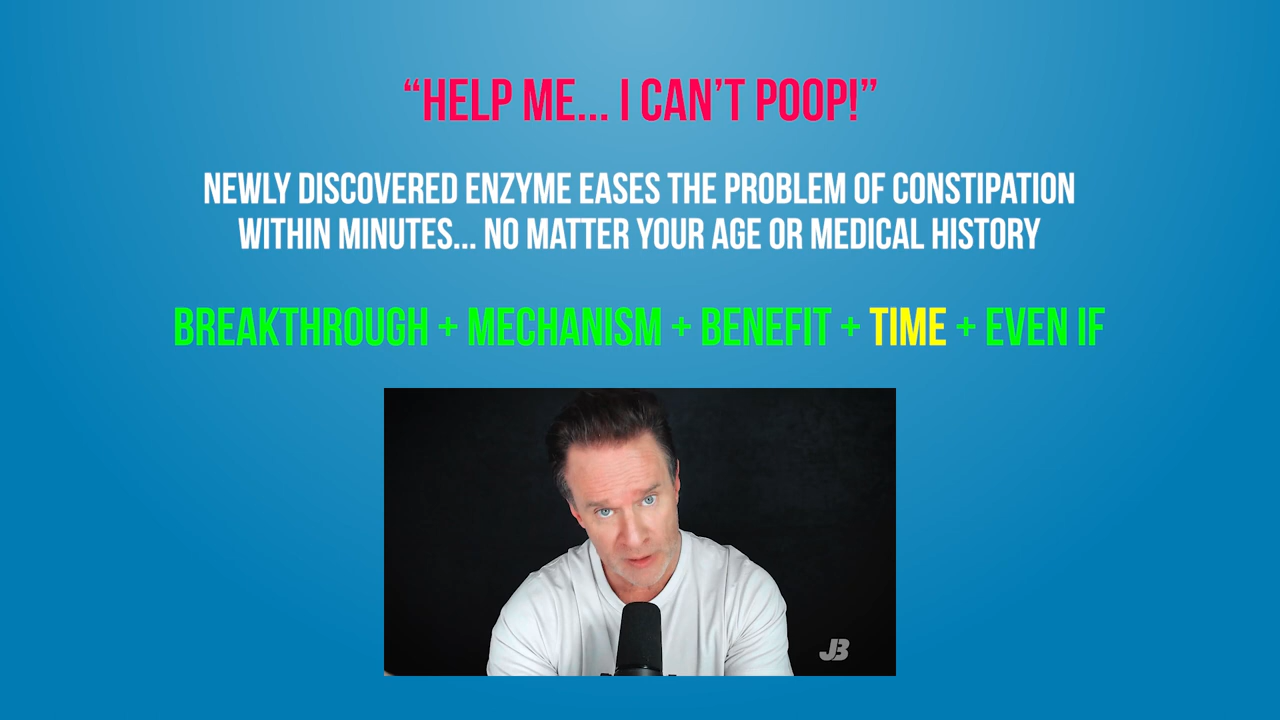 “HELP ME... I CAN’T POOP!”
NEWLY DISCOVERED ENZYME EASES THE PROBLEM OF CONSTIPATION
WITHIN MINUTES... NO MATTER YOUR AGE OR MEDICAL HISTORY
BREAKTHROUGH + MECHANISM + BENEFIT + TIME + EVEN IF
JB